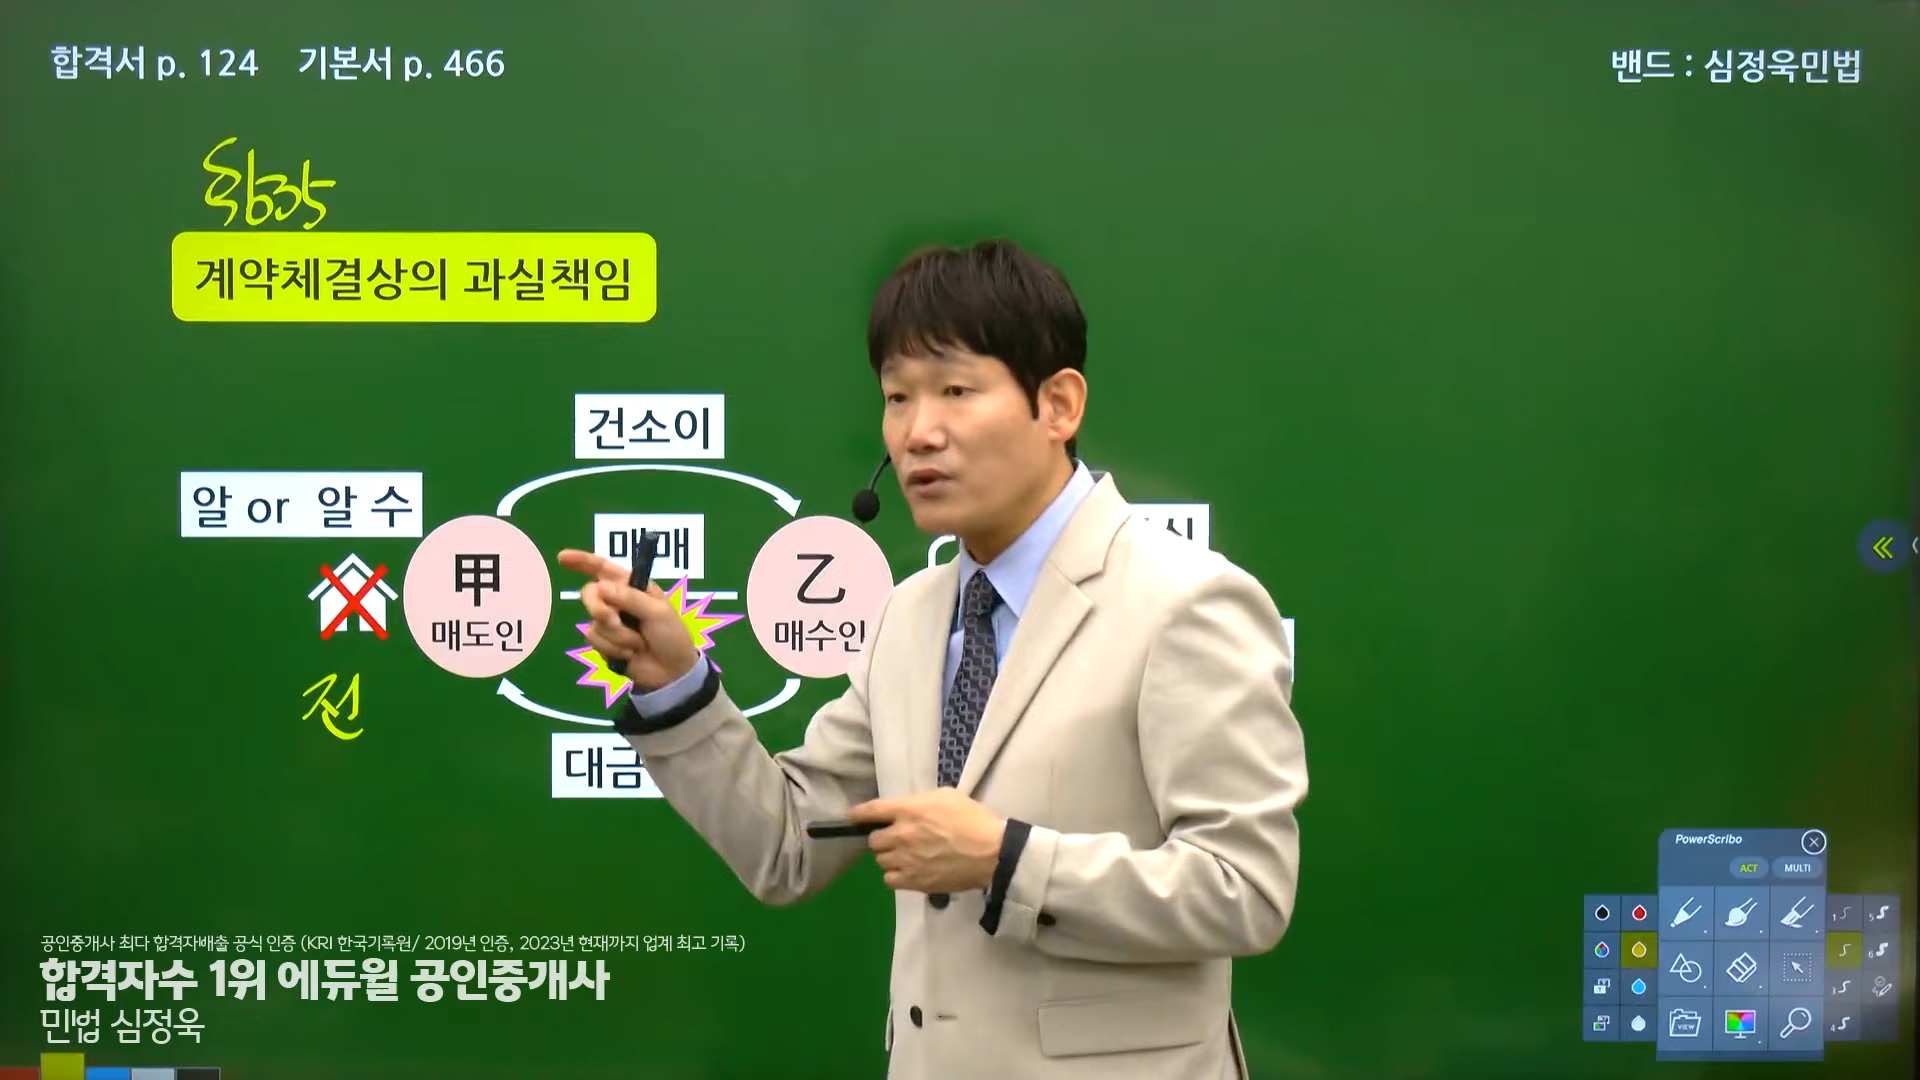 합격서 p. 124 기본서 p. 466
밴드 : 심정욱민법
계약체결상의 과실책임
건소이
알 or 알 수
매매
甲
매도인
乙
매수인
전
대금
PowerScribo
ACT
MULTI
VIEW
공인중개사 최다 합격자배출 공식 인증 (KRI 한국기록원/ 2019년 인증, 2023년 현재까지 업계 최고 기록)
합격자수 1위 에듀윌 공인중개사
민법 심정욱